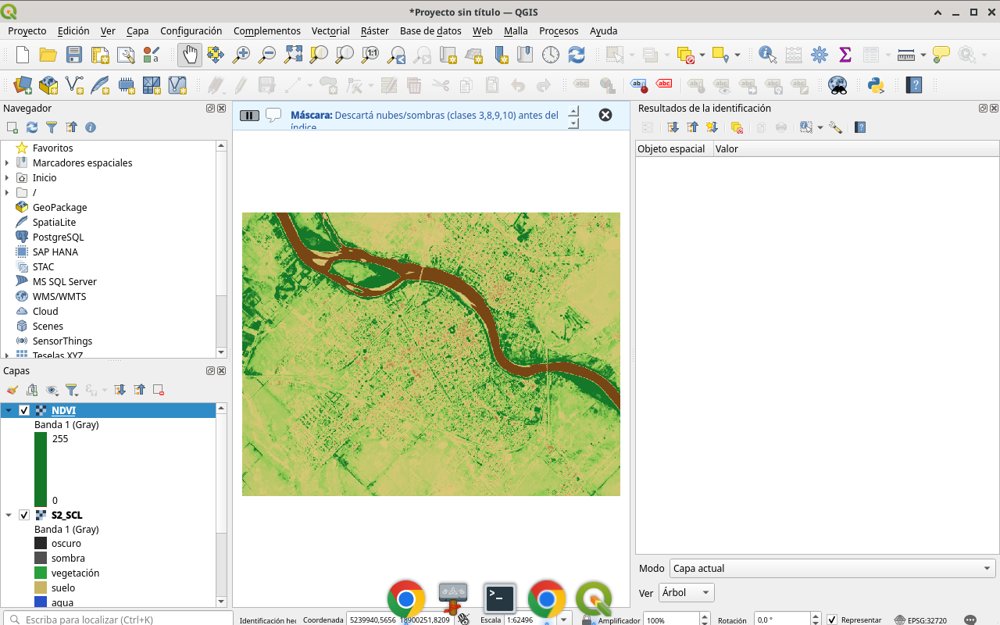 *Proyecto sin título — QGIS
Proyecto Edición Ver Capa Configuración Complementos Vectorial Ráster Base de datos Web Malla Procesos Ayuda
Navegador
Favoritos
Marcadores espaciales
Inicio
/
GeoPackage
SpatiaLite
PostgreSQL
SAP HANA
STAC
MS SQL Server
WMS/WMTS
Cloud
Scenes
SensorThings
Teselas XYZ
Capas
NDVI
Banda 1 (Gray)
255
0
S2_SCL
Banda 1 (Gray)
oscuro
sombra
vegetación
suelo
agua
Máscara: Descartá nubes/sombras (clases 3,8,9,10) antes del
índice
Resultados de la identificación
Objeto espacial Valor
Modo Capa actual
Ver Árbol
Escriba para localizar (Ctrl+K)
Identificación he
Coordenada 5239940,5656 18900251,8209
Escala 1:62496
Amplificador 100%
Rotación 0,0 °
Representar
EPSG:32720